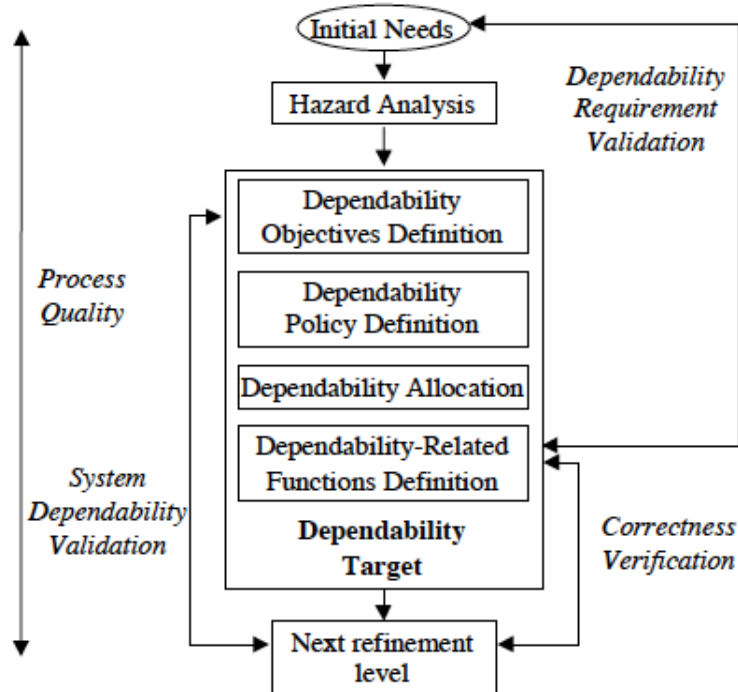 Initial Needs
Hazard Analysis
Dependability
Requirement
Validation
Dependability
Objectives Definition
Process
Quality
Dependability
Policy Definition
Dependability Allocation
Dependability-Related
Functions Definition
System
Dependability
Validation
Dependability
Target
Correctness
Verification
Next refinement
level